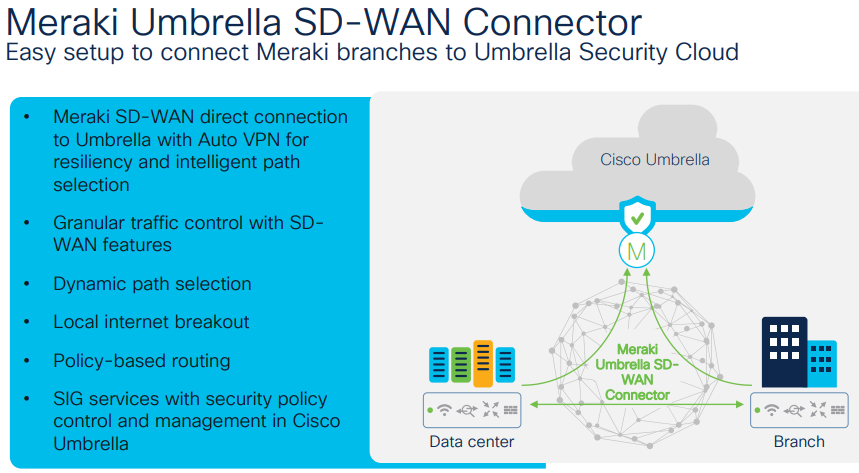 Meraki Umbrella SD-WAN Connector
Easy setup to connect Meraki branches to Umbrella Security Cloud
• Meraki SD-WAN direct connection
to Umbrella with Auto VPN for
resiliency and intelligent path
selection
• Granular traffic control with SD-
WAN features
• Dynamic path selection
• Local internet breakout
• Policy-based routing
• SIG services with security policy
control and management in Cisco
Umbrella
Cisco Umbrella
M
Meraki
Umbrella SD-
WAN
Connector
Data center
Branch